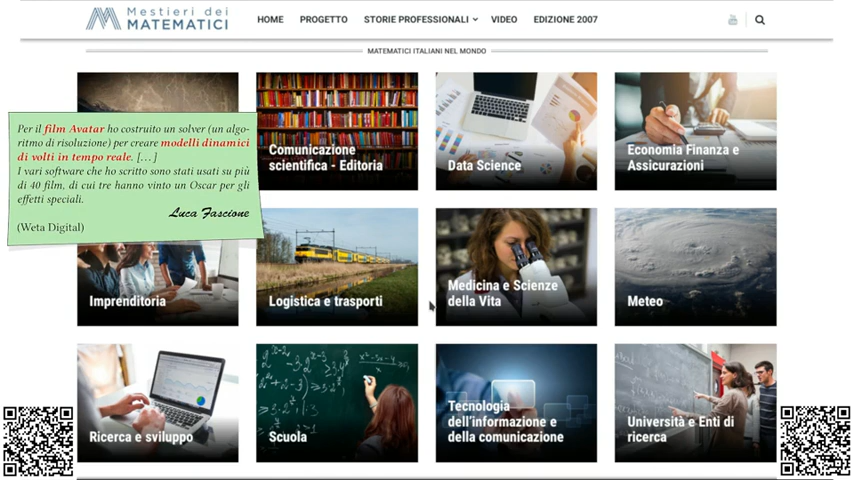 Mestieri dei
MATEMATICI
HOME PROGETTO STORIE PROFESSIONALI VIDEO EDIZIONE 2007
MATEMATICI ITALIANI NEL MONDO
Per il film Avatar ho costruito un solver (un algo-
ritmo di risoluzione) per creare modelli dinamici
di volti in tempo reale. [...]
I vari software che ho scritto sono stati usati su più
di 40 film, di cui tre hanno vinto un Oscar per gli
effetti speciali.
Luca Fascione
(Weta Digital)
Comunicazione
scientifica - Editoria
Data Science
Economia Finanza e
Assicurazioni
Imprenditoria
Logistica e trasporti
Medicina e Scienze
della Vita
Meteo
Ricerca e sviluppo
Scuola
Tecnologia
dell'informazione e
della comunicazione
Università e Enti di
ricerca